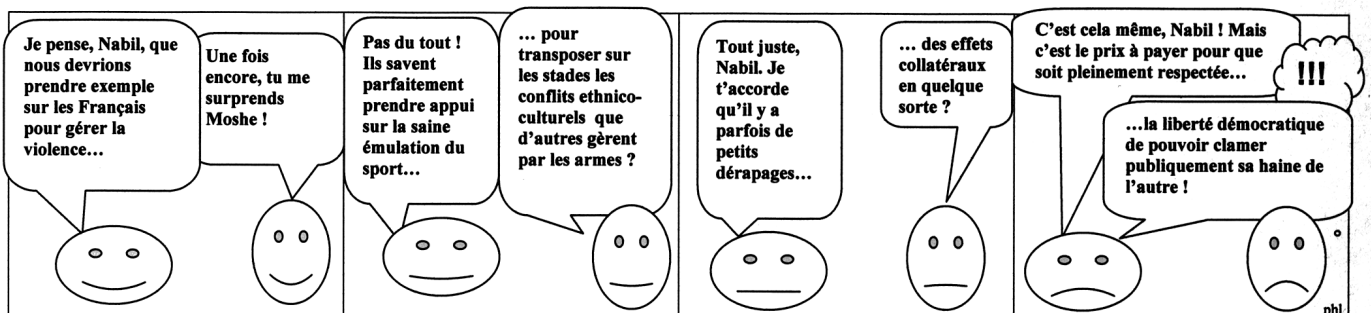 Je pense, Nabil, que
nous devrions
prendre exemple
sur les Français
pour gérer la
violence…
Une fois
encore, tu me
surprends
Moshe !
Pas du tout !
Ils savent
parfaitement
prendre appui
sur la saine
émulation du
sport…
… pour
transposer sur
les stades les
conflits ethnico-
culturels que
d'autres gèrent
par les armes ?
Tout juste,
Nabil. Je
t'accorde
qu'il y a
parfois de
petits
dérapages…
… des effets
collatéraux
en quelque
sorte ?
C'est cela même, Nabil ! Mais
c'est le prix à payer pour que
soit pleinement respectée…
!!!
…la liberté démocratique
de pouvoir clamer
publiquement sa haine de
l'autre !
phl